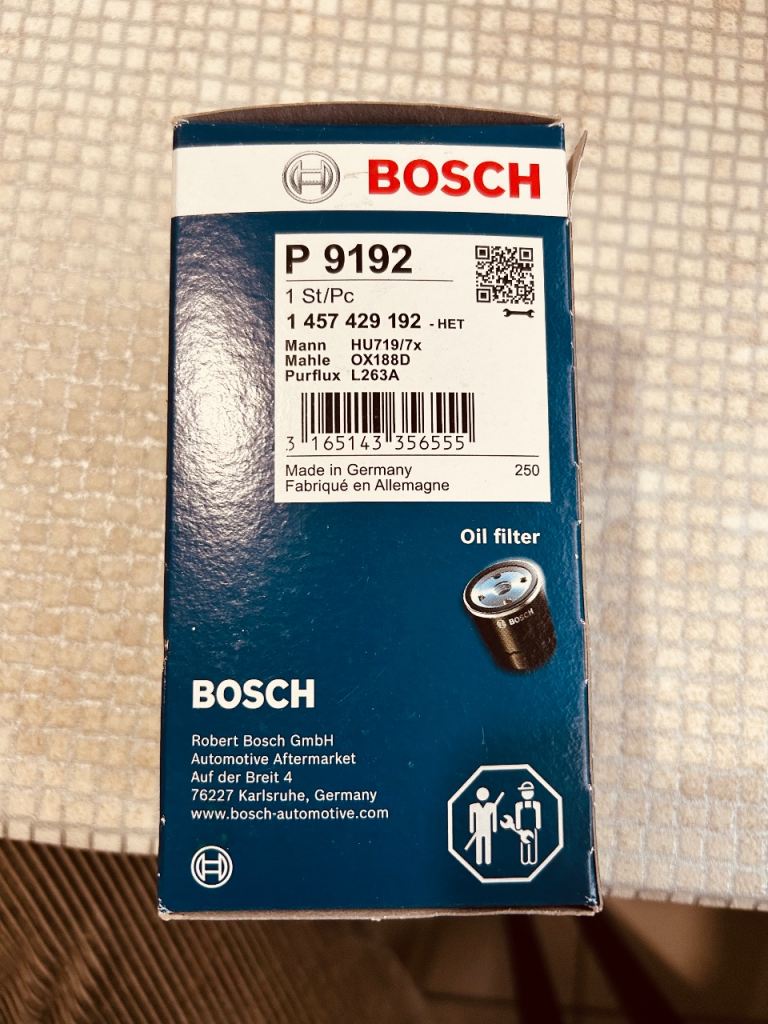 BOSCH
P 9192
1 St/Pc
1 457 429 192 - HET
Mann HU719/7x
Mahle OX188D
Purflux L263A
3 165143 356555
Made in Germany 250
Fabriqué en Allemagne
Oil filter
BOSCH
BOSCH
Robert Bosch GmbH
Automotive Aftermarket
Auf der Breit 4
76227 Karlsruhe, Germany
www.bosch-automotive.com